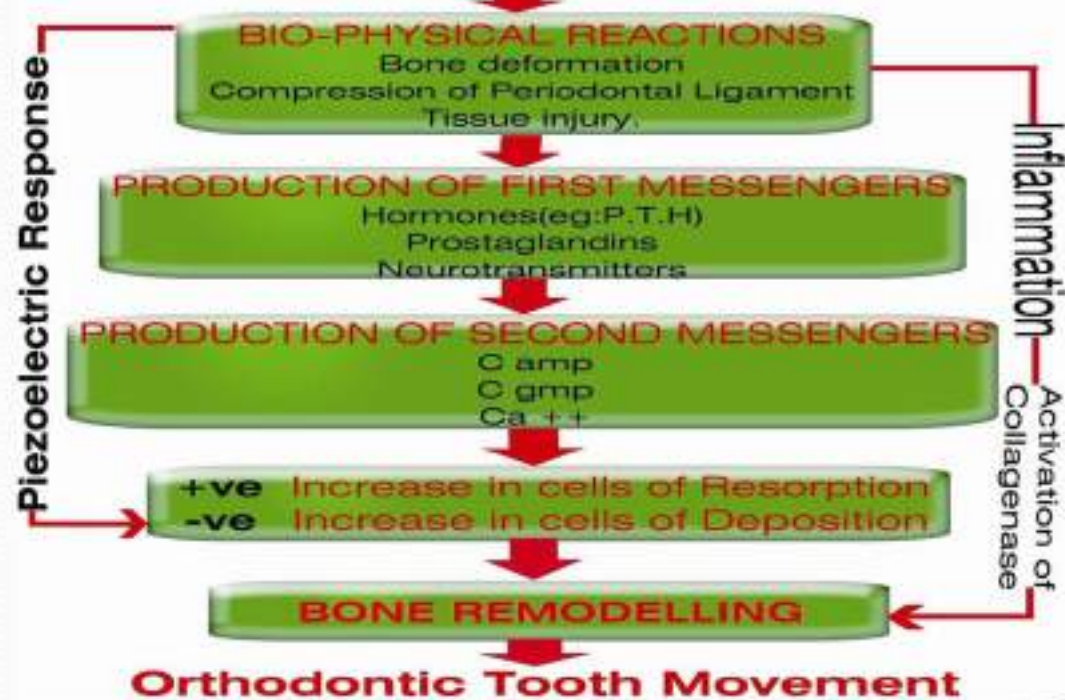 BIO-PHYSICAL REACTIONS
Bone deformation
Compression of Periodontal Ligament
Tissue injury.
PRODUCTION OF FIRST MESSENGERS
Hormones(eg:P.T.H)
Prostaglandins
Neurotransmitters
PRODUCTION OF SECOND MESSENGERS
C amp
C gmp
Ca ++
+ve Increase in cells of Resorption
-ve Increase in cells of Deposition
BONE REMODELLING
Orthodontic Tooth Movement
Piezoelectric Response
Inflammation
Activation of
Collagenase